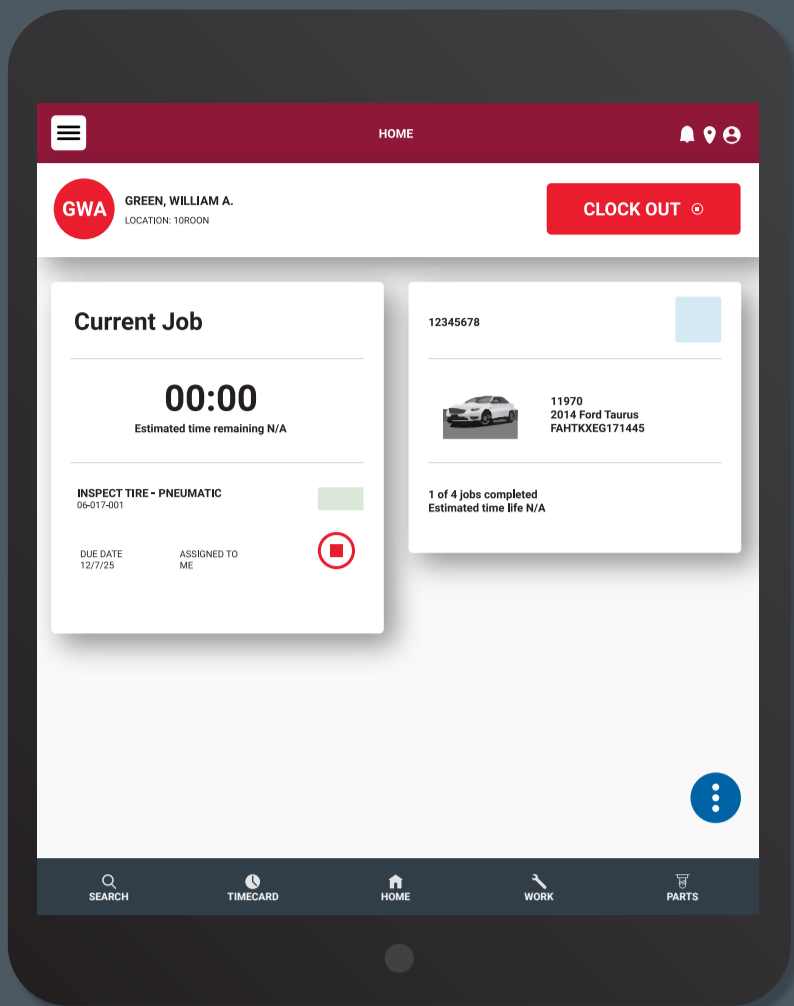 HOME
GWA
GREEN, WILLIAM A.
LOCATION: 10ROON
CLOCK OUT
Current Job
00:00
Estimated time remaining N/A
INSPECT TIRE - PNEUMATIC
06-017-001
DUE DATE
12/7/25
ASSIGNED TO
ME
12345678
11970
2014 Ford Taurus
FAHTKXEG171445
1 of 4 jobs completed
Estimated time life N/A
SEARCH
TIMECARD
HOME
WORK
PARTS